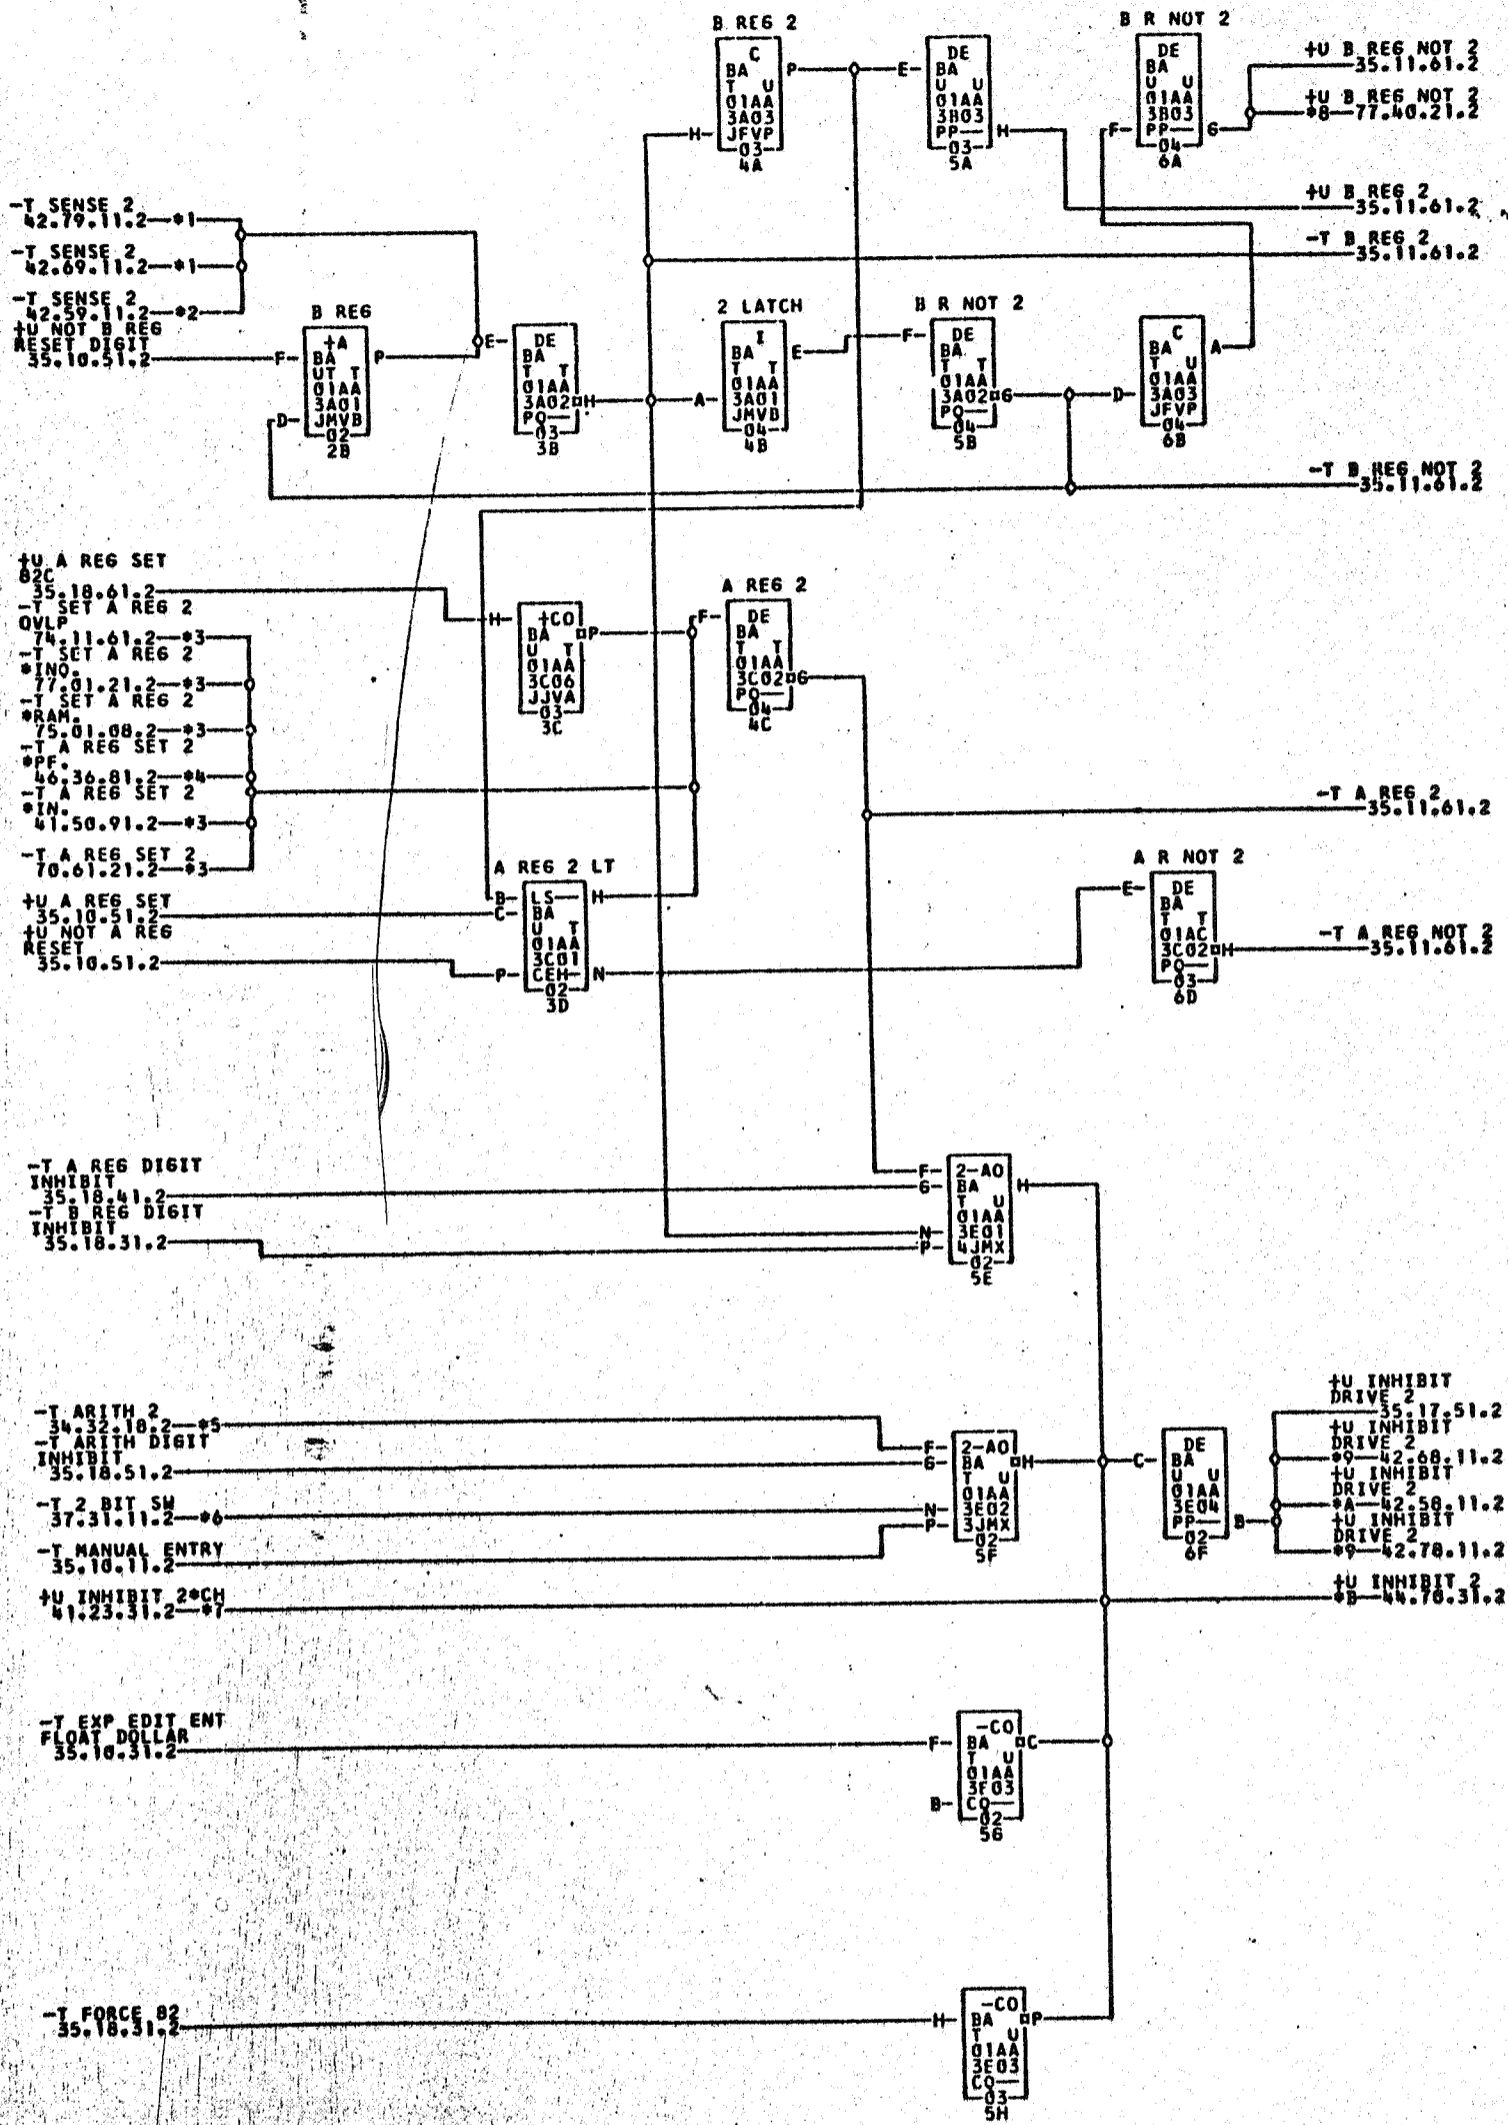 B REG 2
C
BA P
T U
01AA
3A03
H- JFVP
03
4A
DE
E- BA
U U
01AA
3B03
PP H
03
5A
B R NOT 2
DE
BA
U U
01AA
3B03
F- PP G
04
6A
+U B REG NOT 2
35.11.61.2
+U B REG NOT 2
*8—77.40.21.2
+U B REG 2
35.11.61.2
-T B REG 2
35.11.61.2
-T SENSE 2
42.79.11.2—*1
-T SENSE 2
42.69.11.2—*1
-T SENSE 2
42.59.11.2—*2
+U NOT B REG
RESET DIGIT
35.10.51.2
B REG
+A
F- BA P
UT T
01AA
3A01
D- JMVB
02
2B
E- DE
BA
T T
01AA
3A02 H
PQ
03
3B
2 LATCH
I
BA E
T T
01AA
A- 3A01
JMVB
04
4B
B R NOT 2
F- DE
BA
T T
01AA
3A02 G
PQ
04
5B
C
BA A
T U
01AA
D- 3A03
JFVP
04
6B
-T B REG NOT 2
35.11.61.2
+U A REG SET
82C
35.18.61.2
-T SET A REG 2
OVLP
74.11.61.2—*3
-T SET A REG 2
*INQ.
77.01.21.2—*3
-T SET A REG 2
*RAM.
75.01.08.2—*3
-T A REG SET 2
*PF.
46.36.81.2—*4
-T A REG SET 2
*IN.
41.50.91.2—*3
-T A REG SET 2
70.61.21.2—*3
+U A REG SET
35.10.51.2
+U NOT A REG
RESET
35.10.51.2
H- +CO
BA P
U T
01AA
3C06
JJVA
03
3C
A REG 2
F- DE
BA
T T
01AA
3C02 G
PQ
04
4C
-T A REG 2
35.11.61.2
A REG 2 LT
B- LS H
C- BA
U T
01AA
3C01
P- CEH N
02
3D
A R NOT 2
E- DE
BA
T T
01AC
3C02 H
PQ
03
6D
-T A REG NOT 2
35.11.61.2
-T A REG DIGIT
INHIBIT
35.18.41.2
-T B REG DIGIT
INHIBIT
35.18.31.2
F- 2-AO
G- BA H
T U
01AA
N- 3E01
P- 4JMX
02
5E
-T ARITH 2
34.32.18.2—*5
-T ARITH DIGIT
INHIBIT
35.18.51.2
-T 2 BIT SW
37.31.11.2—*6
-T MANUAL ENTRY
35.10.11.2
+U INHIBIT 2*CH
41.23.31.2—*7
F- 2-AO
G- BA H
T U
01AA
N- 3E02
P- 3JMX
02
5F
DE
C- BA
U U
01AA
3E04
PP B
02
6F
+U INHIBIT
DRIVE 2
35.17.51.2
+U INHIBIT
DRIVE 2
*9—42.68.11.2
+U INHIBIT
DRIVE 2
*A—42.58.11.2
+U INHIBIT
DRIVE 2
*9—42.78.11.2
+U INHIBIT 2
*B—44.70.31.2
-T EXP EDIT ENT
FLOAT DOLLAR
35.10.31.2
-CO
F- BA C
T U
01AA
3F03
B- CQ
02
5G
-T FORCE 82
35.18.31.2
-CO
H- BA P
T U
01AA
3E03
CQ
03
5H